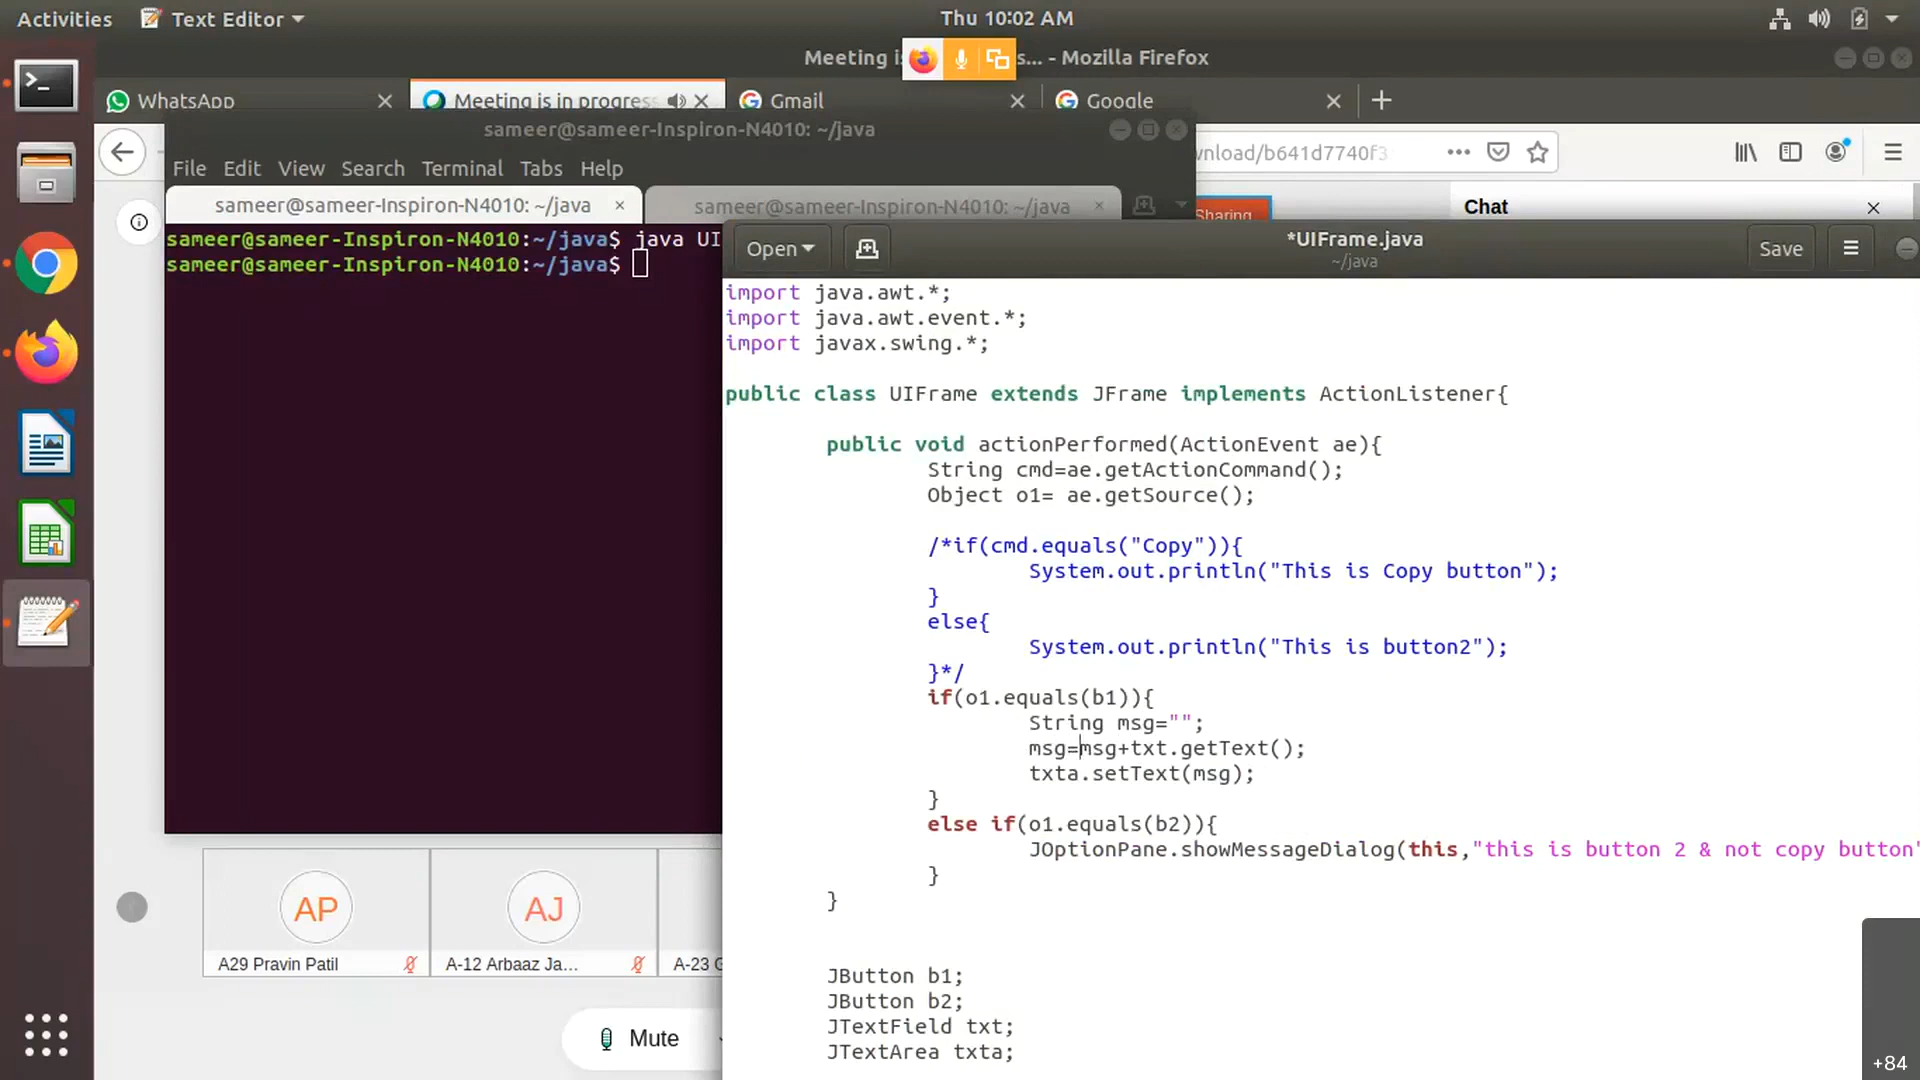 Activities
Text Editor
Thu 10:02 AM
Meeting i
s... - Mozilla Firefox
WhatsApp
Meeting is in progress
Gmail
Google
sameer@sameer-Inspiron-N4010: ~/java
File Edit View Search Terminal Tabs Help
sameer@sameer-Inspiron-N4010: ~/java
sameer@sameer-Inspiron-N4010: ~/java
nload/b641d7740f3
Sharing
Chat
sameer@sameer-Inspiron-N4010:~/java$ java UI
sameer@sameer-Inspiron-N4010:~/java$
Open
*UIFrame.java
~/java
Save
import java.awt.*;
import java.awt.event.*;
import javax.swing.*;
public class UIFrame extends JFrame implements ActionListener{
public void actionPerformed(ActionEvent ae){
String cmd=ae.getActionCommand();
Object o1= ae.getSource();
/*if(cmd.equals("Copy")){
System.out.println("This is Copy button");
}
else{
System.out.println("This is button2");
}*/
if(o1.equals(b1)){
String msg="";
msg=msg+txt.getText();
txta.setText(msg);
}
else if(o1.equals(b2)){
JOptionPane.showMessageDialog(this,"this is button 2 & not copy button"
}
}
JButton b1;
JButton b2;
JTextField txt;
JTextArea txta;
AP
A29 Pravin Patil
AJ
A-12 Arbaaz Ja...
A-23 G
Mute
+84